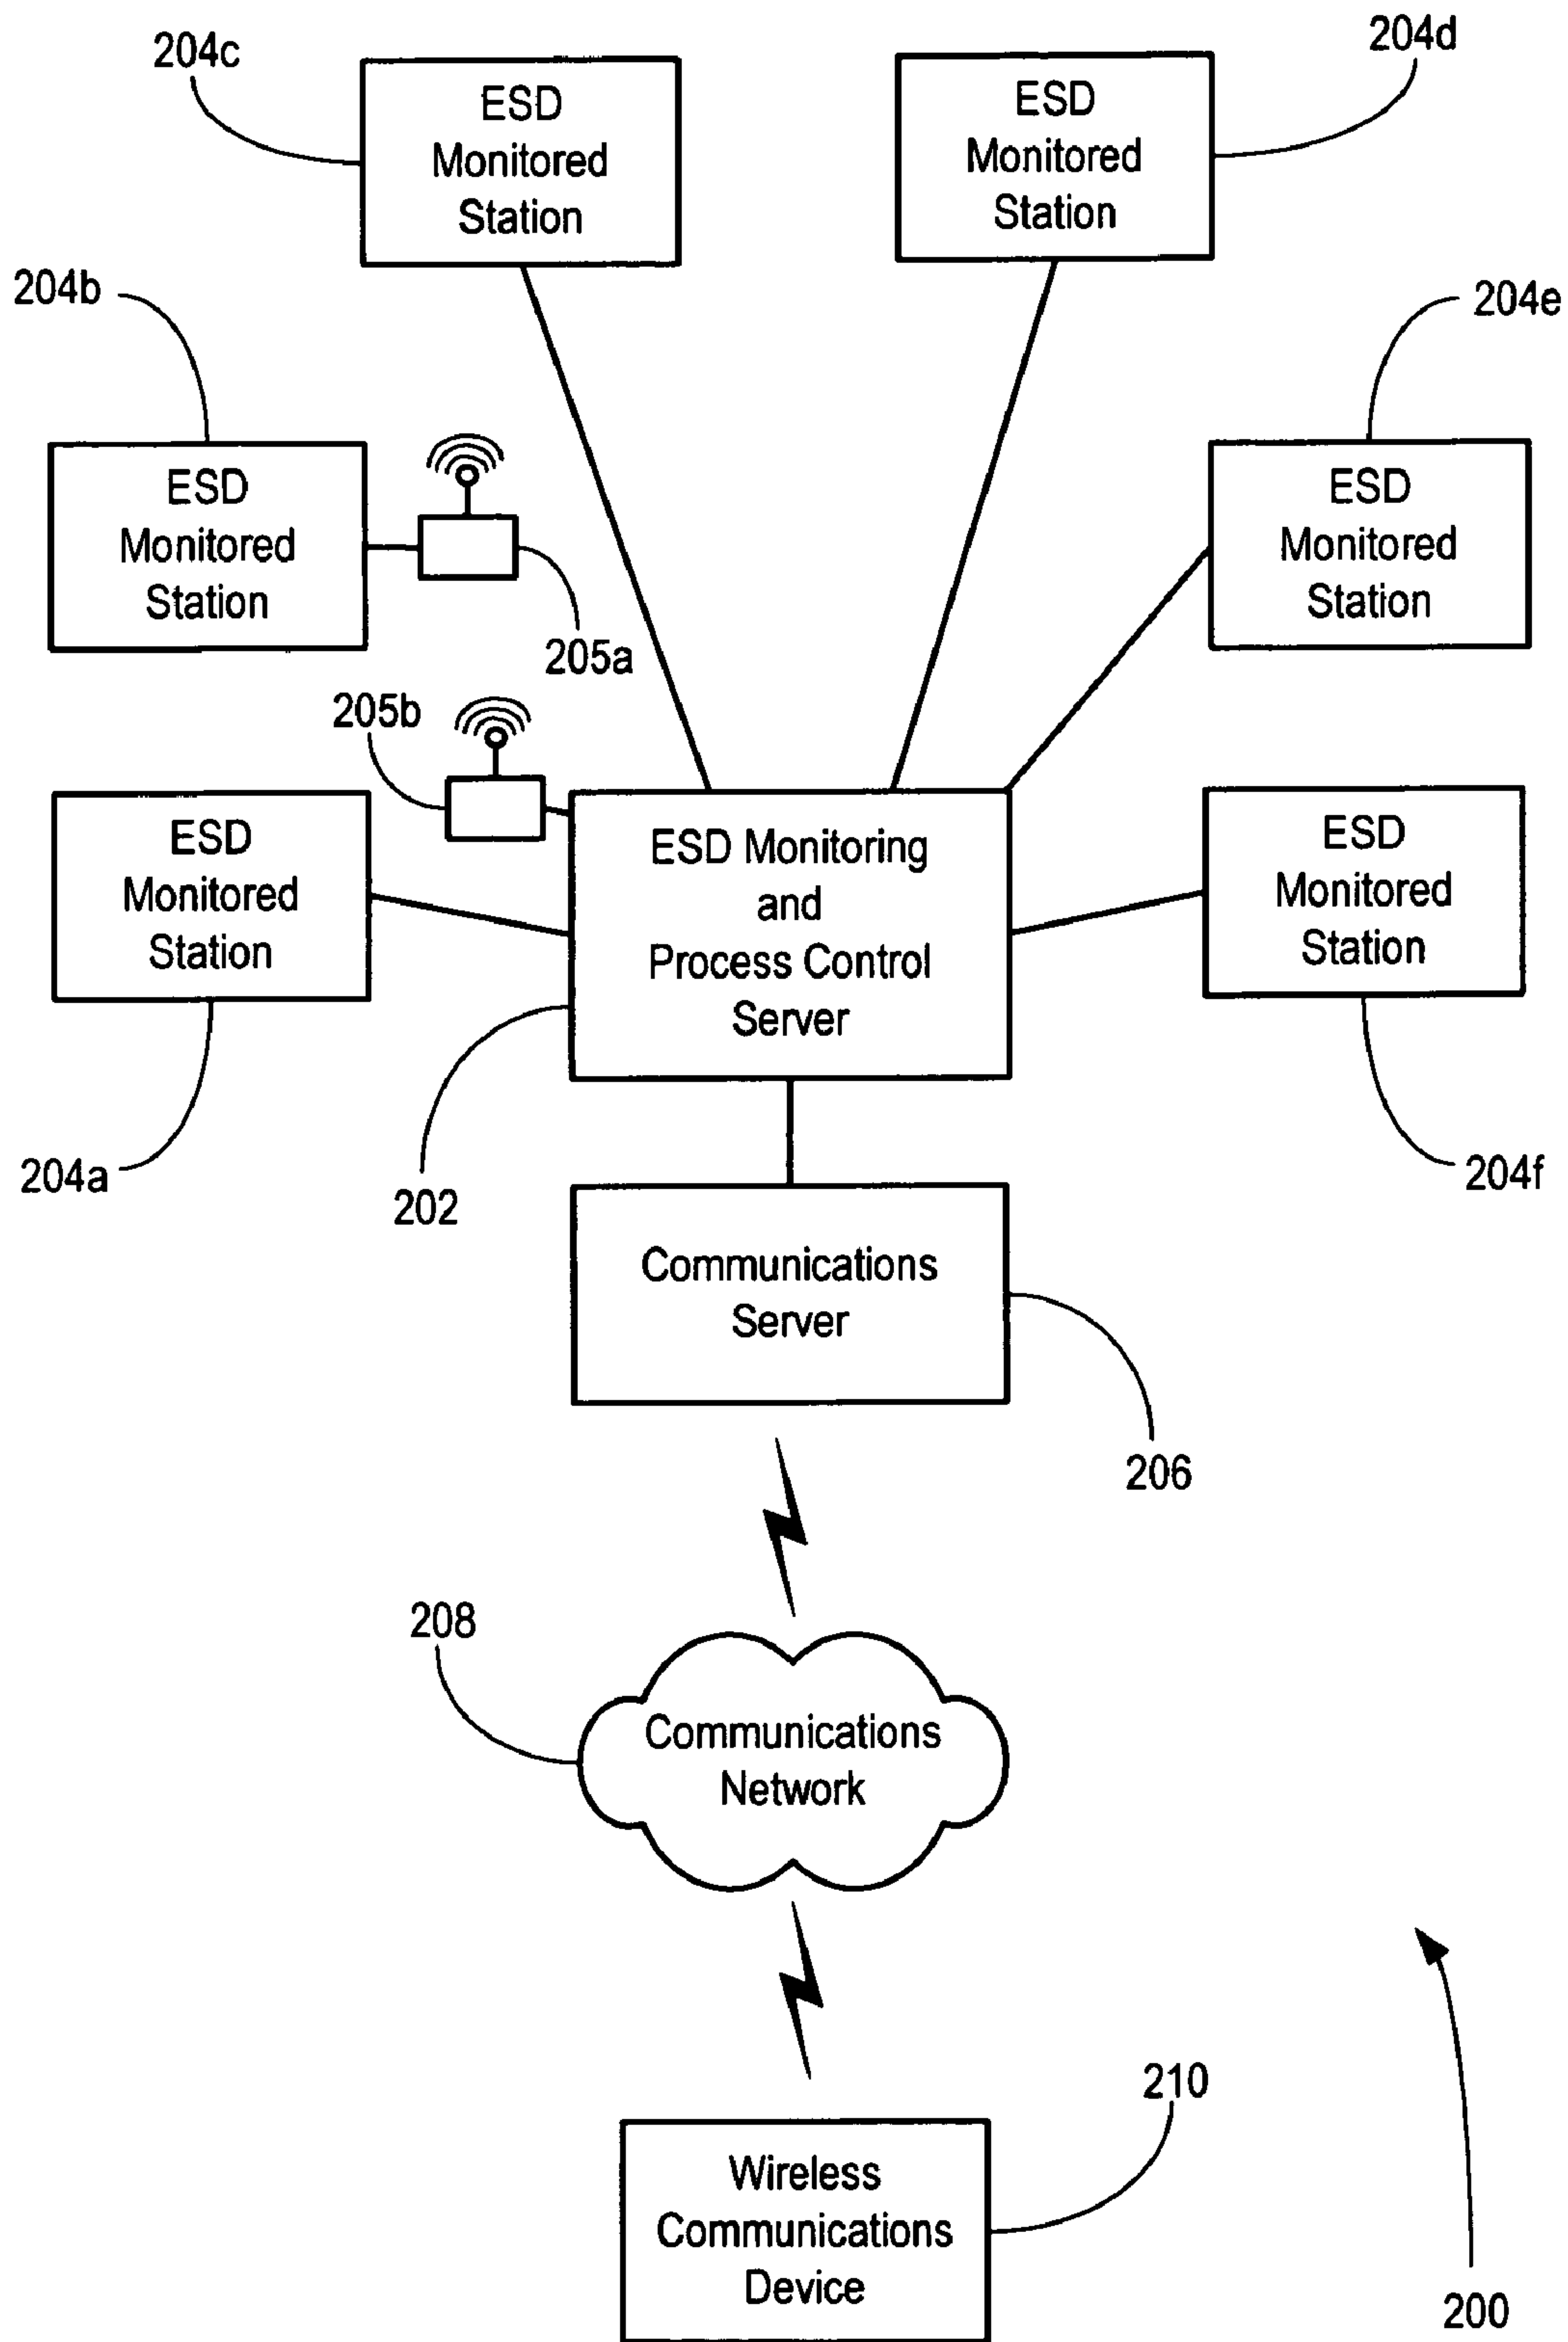 204c
ESD
Monitored
Station
204d
ESD
Monitored
Station
204b
ESD
Monitored
Station
205a
204e
ESD
Monitored
Station
205b
204a
ESD
Monitored
Station
ESD Monitoring
and
Process Control
Server
202
204f
ESD
Monitored
Station
Communications
Server
206
208
Communications
Network
210
Wireless
Communications
Device
200